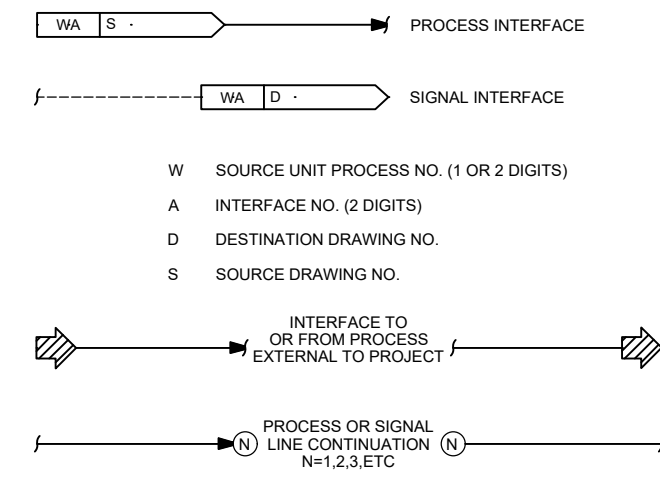 WA S - PROCESS INTERFACE
WA D - SIGNAL INTERFACE
W SOURCE UNIT PROCESS NO. (1 OR 2 DIGITS)
A INTERFACE NO. (2 DIGITS)
D DESTINATION DRAWING NO.
S SOURCE DRAWING NO.
INTERFACE TO
OR FROM PROCESS
EXTERNAL TO PROJECT
PROCESS OR SIGNAL
N LINE CONTINUATION N
N=1,2,3,ETC